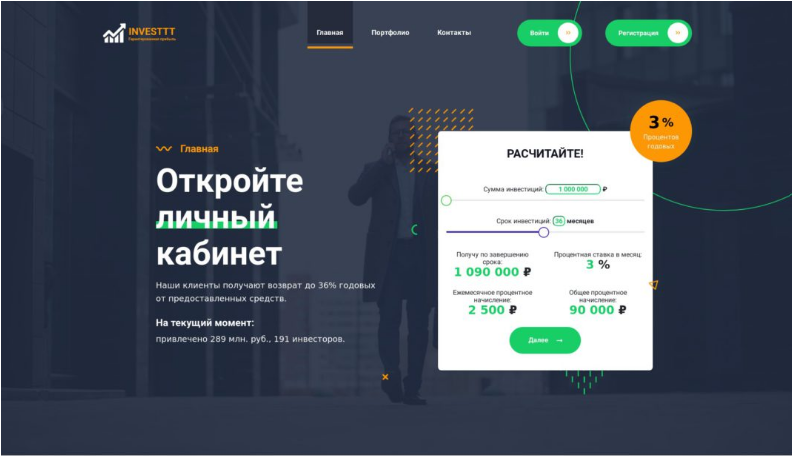 INVESTTT
Гарантированная прибыль
Главная
Портфолио
Контакты
Войти
Регистрация
3 %
Процентов
годовых
Главная
Откройте
личный
кабинет
Наши клиенты получают возврат до 36% годовых
от предоставленных средств.
На текущий момент:
привлечено 289 млн. руб., 191 инвесторов.
РАСЧИТАЙТЕ!
Сумма инвестиций: 1 000 000 ₽
Срок инвестиций: 36 месяцев
Получу по завершению
срока:
1 090 000 ₽
Процентная ставка в месяц:
3 %
Ежемесячное процентное
начисление:
2 500 ₽
Общее процентное
начисление:
90 000 ₽
Далее →